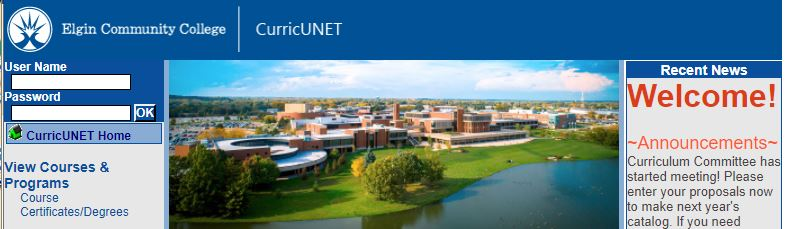 Elgin Community College
CurricUNET
User Name
Password
OK
CurricUNET Home
View Courses &
Programs
Course
Certificates/Degrees
Recent News
Welcome!
~Announcements~
Curriculum Committee has
started meeting! Please
enter your proposals now
to make next year's
catalog. If you need